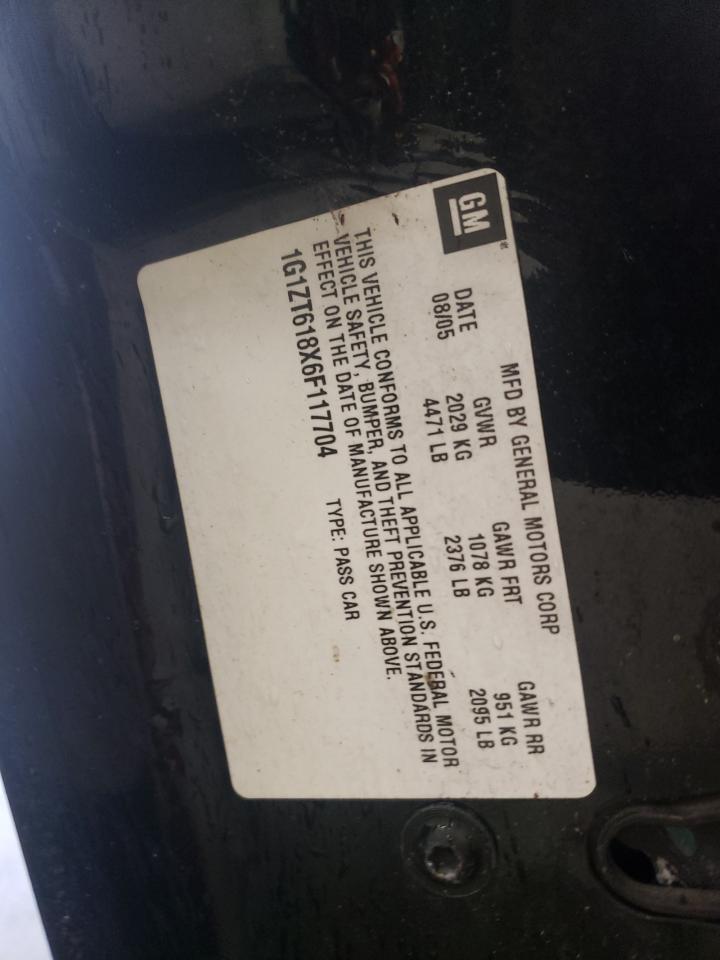 GM
MFD BY GENERAL MOTORS CORP
DATE GVWR GAWR FRT GAWR RR
08/05 2029 KG 1078 KG 951 KG
4471 LB 2376 LB 2095 LB
THIS VEHICLE CONFORMS TO ALL APPLICABLE U.S. FEDERAL MOTOR
VEHICLE SAFETY, BUMPER, AND THEFT PREVENTION STANDARDS IN
EFFECT ON THE DATE OF MANUFACTURE SHOWN ABOVE.
1G1ZT618X6F117704 TYPE: PASS CAR